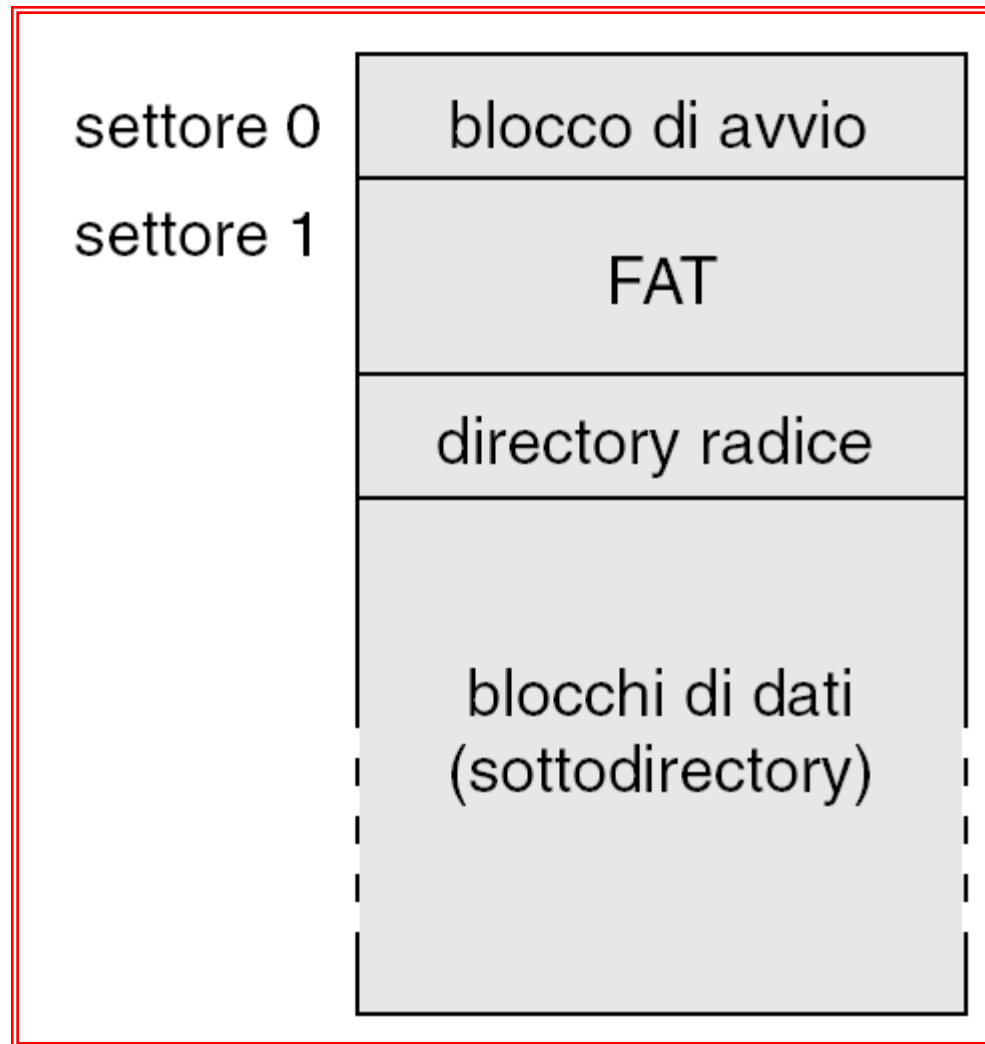 settore 0
blocco di avvio
settore 1
FAT
directory radice
blocchi di dati
(sottodirectory)